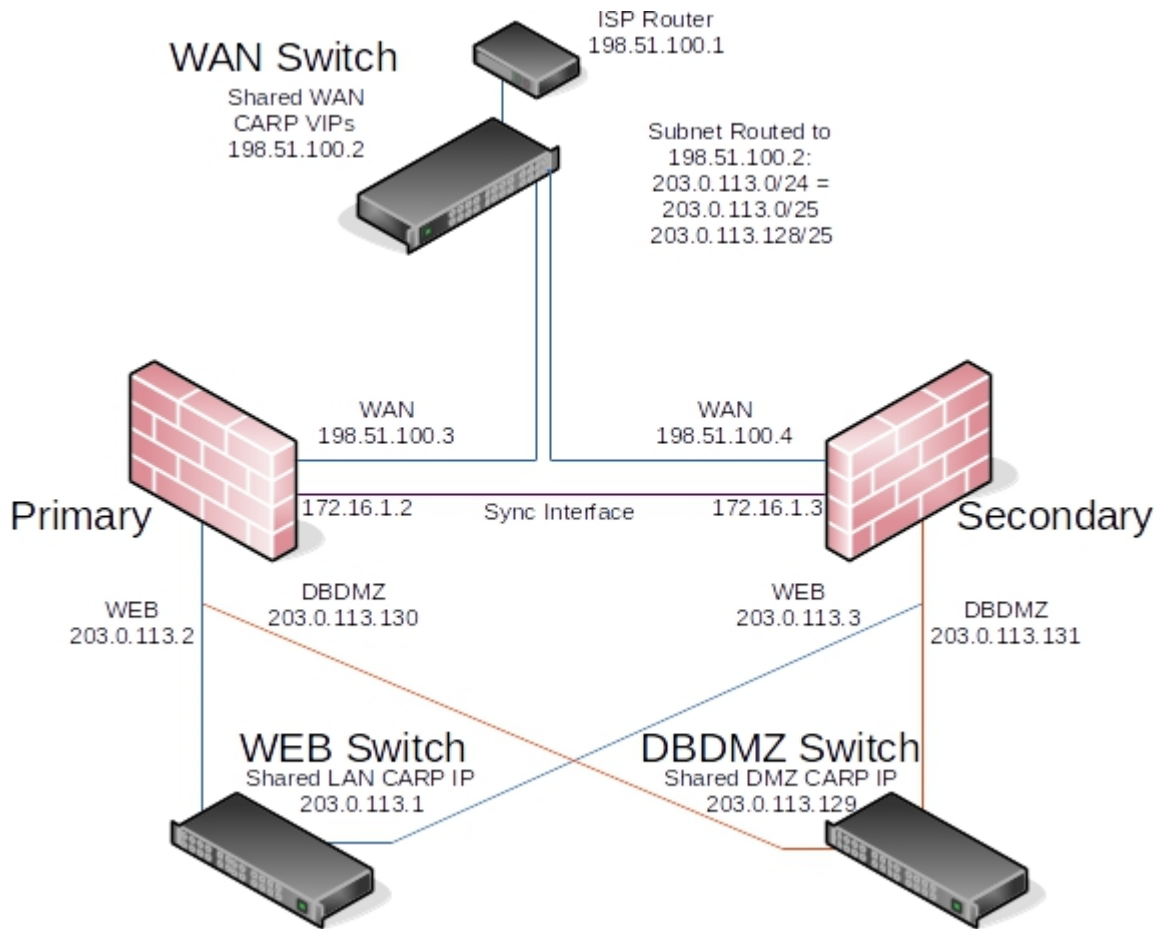 ISP Router
198.51.100.1
WAN Switch
Shared WAN
CARP VIPs
198.51.100.2
Subnet Routed to
198.51.100.2:
203.0.113.0/24 =
203.0.113.0/25
203.0.113.128/25
WAN
198.51.100.3
WAN
198.51.100.4
Primary
172.16.1.2
Sync Interface
172.16.1.3
Secondary
WEB
203.0.113.2
DBDMZ
203.0.113.130
WEB
203.0.113.3
DBDMZ
203.0.113.131
WEB Switch
Shared LAN CARP IP
203.0.113.1
DBDMZ Switch
Shared DMZ CARP IP
203.0.113.129